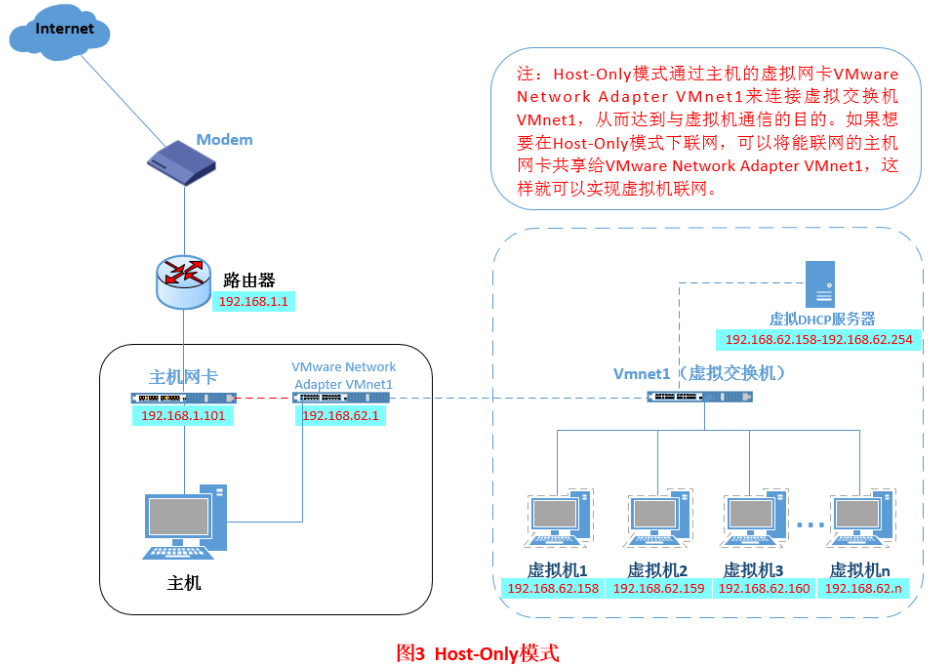 Internet
Modem
注：Host-Only模式通过主机的虚拟网卡VMware
Network Adapter VMnet1来连接虚拟交换机
VMnet1，从而达到与虚拟机通信的目的。如果想
要在Host-Only模式下联网，可以将能联网的主机
网卡共享给VMware Network Adapter VMnet1，这
样就可以实现虚拟机联网。
路由器
192.168.1.1
虚拟DHCP服务器
192.168.62.158-192.168.62.254
主机网卡
192.168.1.101
VMware Network
Adapter VMnet1
192.168.62.1
Vmnet1（虚拟交换机）
主机
虚拟机1
192.168.62.158
虚拟机2
192.168.62.159
虚拟机3
192.168.62.160
虚拟机n
192.168.62.n
图3 Host-Only模式